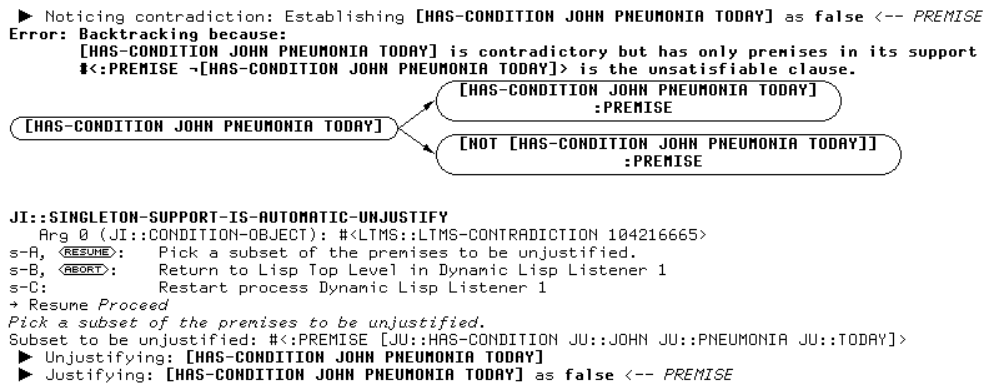 ▶ Noticing contradiction: Establishing [HAS-CONDITION JOHN PNEUMONIA TODAY] as false <-- PREMISE
Error: Backtracking because:
[HAS-CONDITION JOHN PNEUMONIA TODAY] is contradictory but has only premises in its support
#<:PREMISE ¬[HAS-CONDITION JOHN PNEUMONIA TODAY]> is the unsatisfiable clause.
[HAS-CONDITION JOHN PNEUMONIA TODAY]
:PREMISE
[HAS-CONDITION JOHN PNEUMONIA TODAY]
[NOT [HAS-CONDITION JOHN PNEUMONIA TODAY]]
:PREMISE
JI::SINGLETON-SUPPORT-IS-AUTOMATIC-UNJUSTIFY
Arg 0 (JI::CONDITION-OBJECT): #<LTMS::LTMS-CONTRADICTION 104216665>
s-A, <RESUME>: Pick a subset of the premises to be unjustified.
s-B, <ABORT>: Return to Lisp Top Level in Dynamic Lisp Listener 1
s-C: Restart process Dynamic Lisp Listener 1
→ Resume Proceed
Pick a subset of the premises to be unjustified.
Subset to be unjustified: #<:PREMISE [JU::HAS-CONDITION JU::JOHN JU::PNEUMONIA JU::TODAY]>
▶ Unjustifying: [HAS-CONDITION JOHN PNEUMONIA TODAY]
▶ Justifying: [HAS-CONDITION JOHN PNEUMONIA TODAY] as false <-- PREMISE